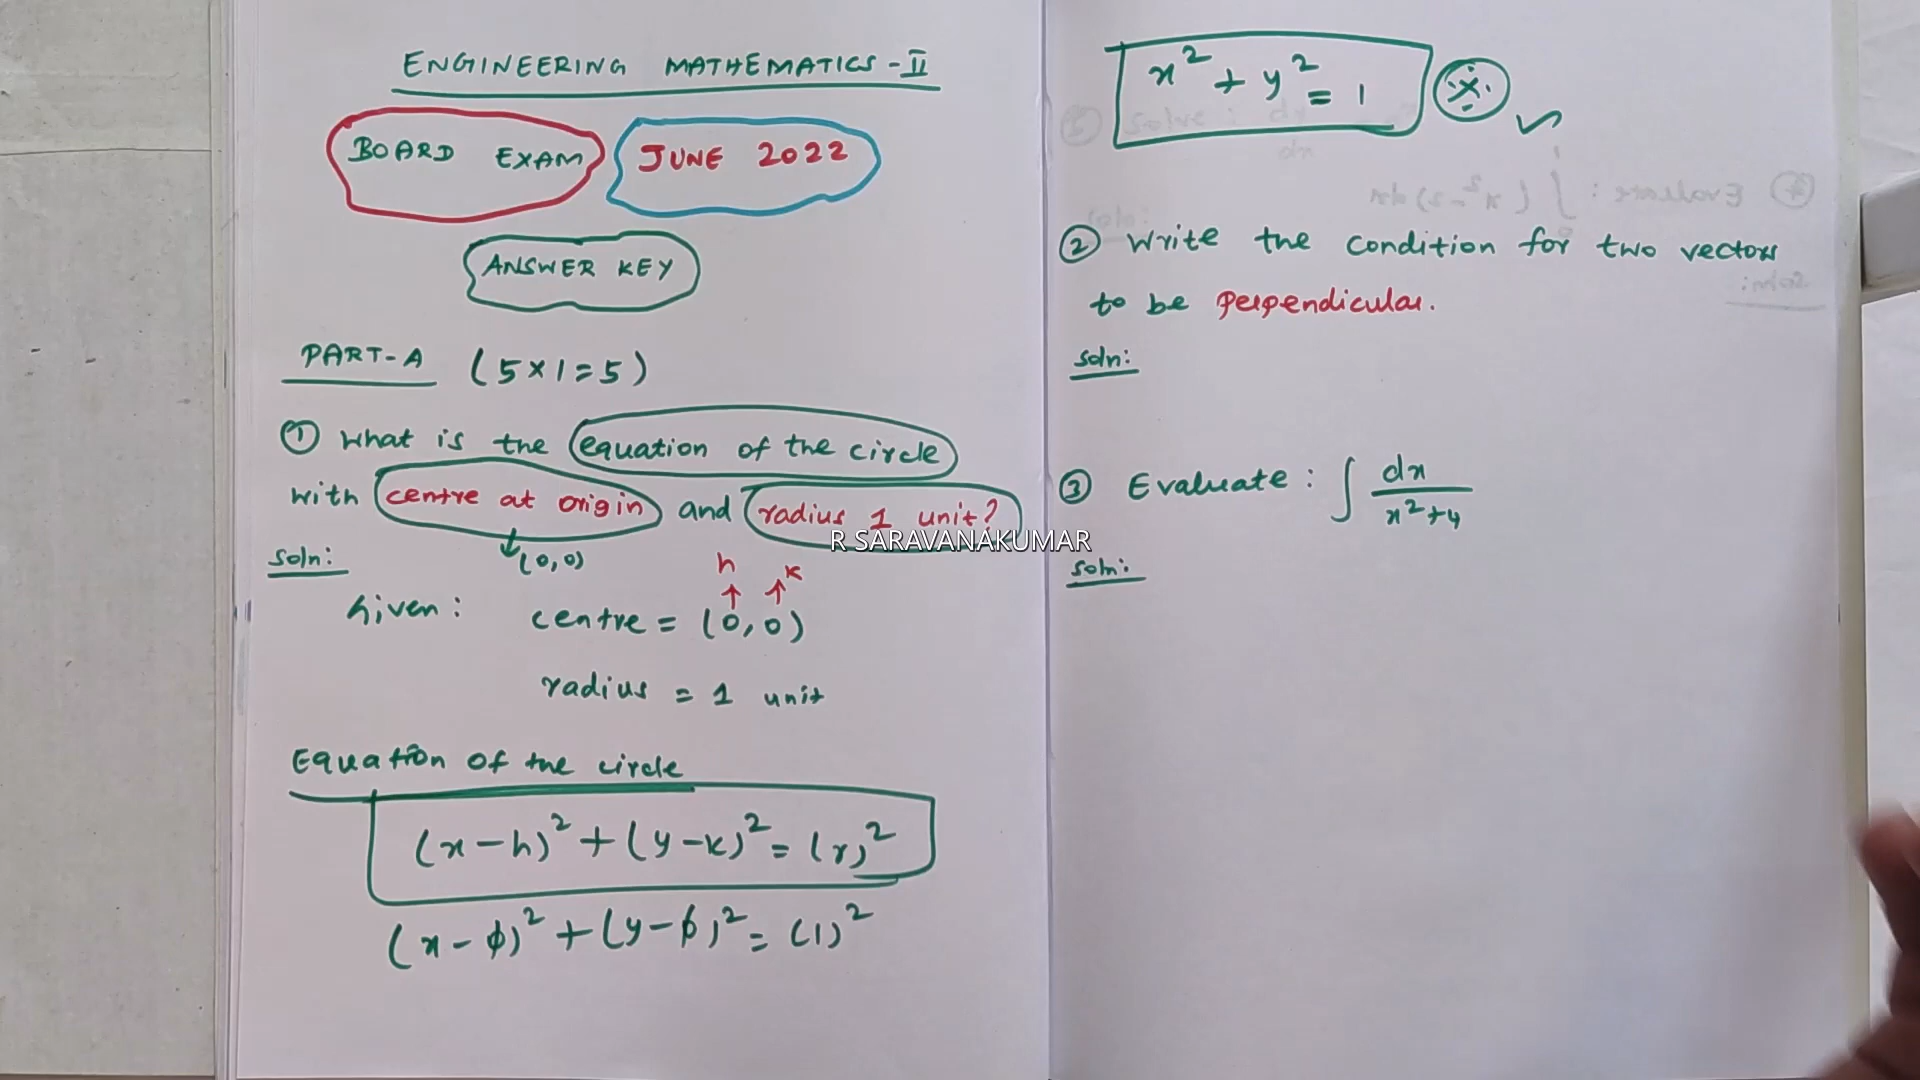 ENGINEERING MATHEMATICS - II
BOARD EXAM JUNE 2022
ANSWER KEY
PART-A (5×1=5)
① What is the equation of the circle
with centre at origin and radius 1 unit?
(0,0)
Soln:
h k
Given: centre = (0,0)
radius = 1 unit
Equation of the circle
(x-h)² + (y-k)² = (r)²
(x-0)² + (y-0)² = (1)²
x² + y² = 1
② Write the condition for two vectors
to be perpendicular.
Soln:
③ Evaluate: ∫ dx / x²+4
Soln:
R SARAVANAKUMAR